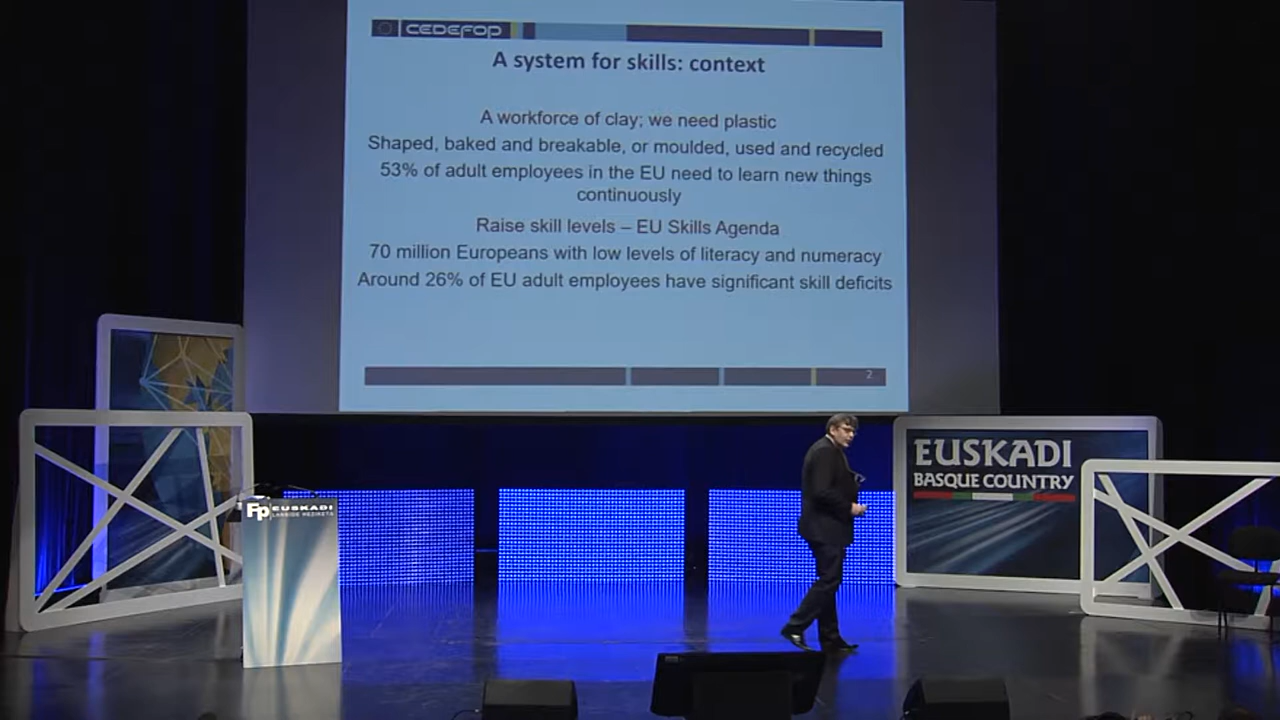 CEDEFOP
A system for skills: context
A workforce of clay; we need plastic
Shaped, baked and breakable, or moulded, used and recycled
53% of adult employees in the EU need to learn new things
continuously
Raise skill levels – EU Skills Agenda
70 million Europeans with low levels of literacy and numeracy
Around 26% of EU adult employees have significant skill deficits
2
EUSKADI
BASQUE COUNTRY
Fp EUSKADI
LANBIDE HEZIKETA